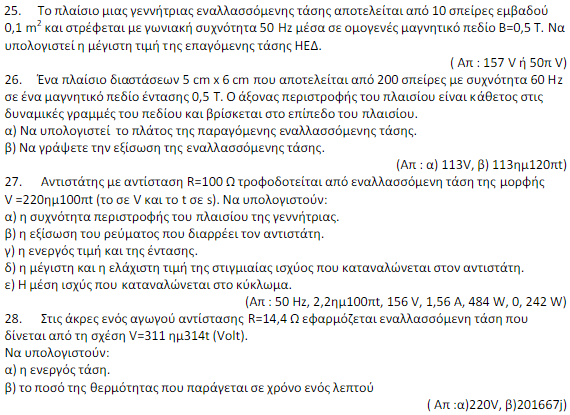 25. Το πλαίσιο μιας γεννήτριας εναλλασσόμενης τάσης αποτελείται από 10 σπείρες εμβαδού
0,1 m² και στρέφεται με γωνιακή συχνότητα 50 Hz μέσα σε ομογενές μαγνητικό πεδίο Β=0,5 Τ. Να
υπολογιστεί η μέγιστη τιμή της επαγόμενης τάσης ΗΕΔ.
( Απ : 157 V ή 50π V)
26. Ένα πλαίσιο διαστάσεων 5 cm x 6 cm που αποτελείται από 200 σπείρες με συχνότητα 60 Hz
σε ένα μαγνητικό πεδίο έντασης 0,5 Τ. Ο άξονας περιστροφής του πλαισίου είναι κάθετος στις
δυναμικές γραμμές του πεδίου και βρίσκεται στο επίπεδο του πλαισίου.
α) Να υπολογιστεί το πλάτος της παραγόμενης εναλλασσόμενης τάσης.
β) Να γράψετε την εξίσωση της εναλλασσόμενης τάσης.
(Απ : α) 113V, β) 113ημ120πt)
27. Αντιστάτης με αντίσταση R=100 Ω τροφοδοτείται από εναλλασσόμενη τάση της μορφής
V =220ημ100πt (το σε V και το t σε s). Να υπολογιστούν:
α) η συχνότητα περιστροφής του πλαισίου της γεννήτριας.
β) η εξίσωση του ρεύματος που διαρρέει τον αντιστάτη.
γ) η ενεργός τιμή και της έντασης.
δ) η μέγιστη και η ελάχιστη τιμή της στιγμιαίας ισχύος που καταναλώνεται στον αντιστάτη.
ε) Η μέση ισχύς που καταναλώνεται στο κύκλωμα.
(Απ : 50 Hz, 2,2ημ100πt, 156 V, 1,56 A, 484 W, 0, 242 W)
28. Στις άκρες ενός αγωγού αντίστασης R=14,4 Ω εφαρμόζεται εναλλασσόμενη τάση που
δίνεται από τη σχέση V=311 ημ314t (Volt).
Να υπολογιστούν:
α) η ενεργός τάση.
β) το ποσό της θερμότητας που παράγεται σε χρόνο ενός λεπτού
( Απ :α)220V, β)201667j)